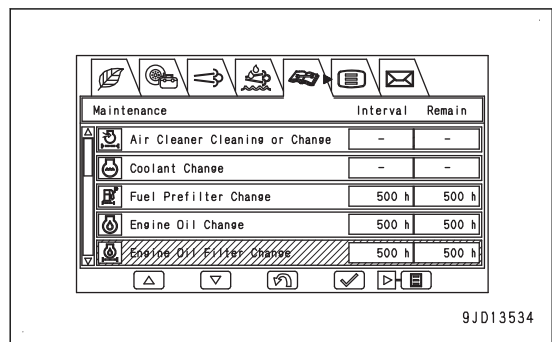 Maintenance Interval Remain
Air Cleaner Cleaning or Change - -
Coolant Change - -
Fuel Prefilter Change 500 h 500 h
Engine Oil Change 500 h 500 h
Engine Oil Filter Change 500 h 500 h
9JD13534